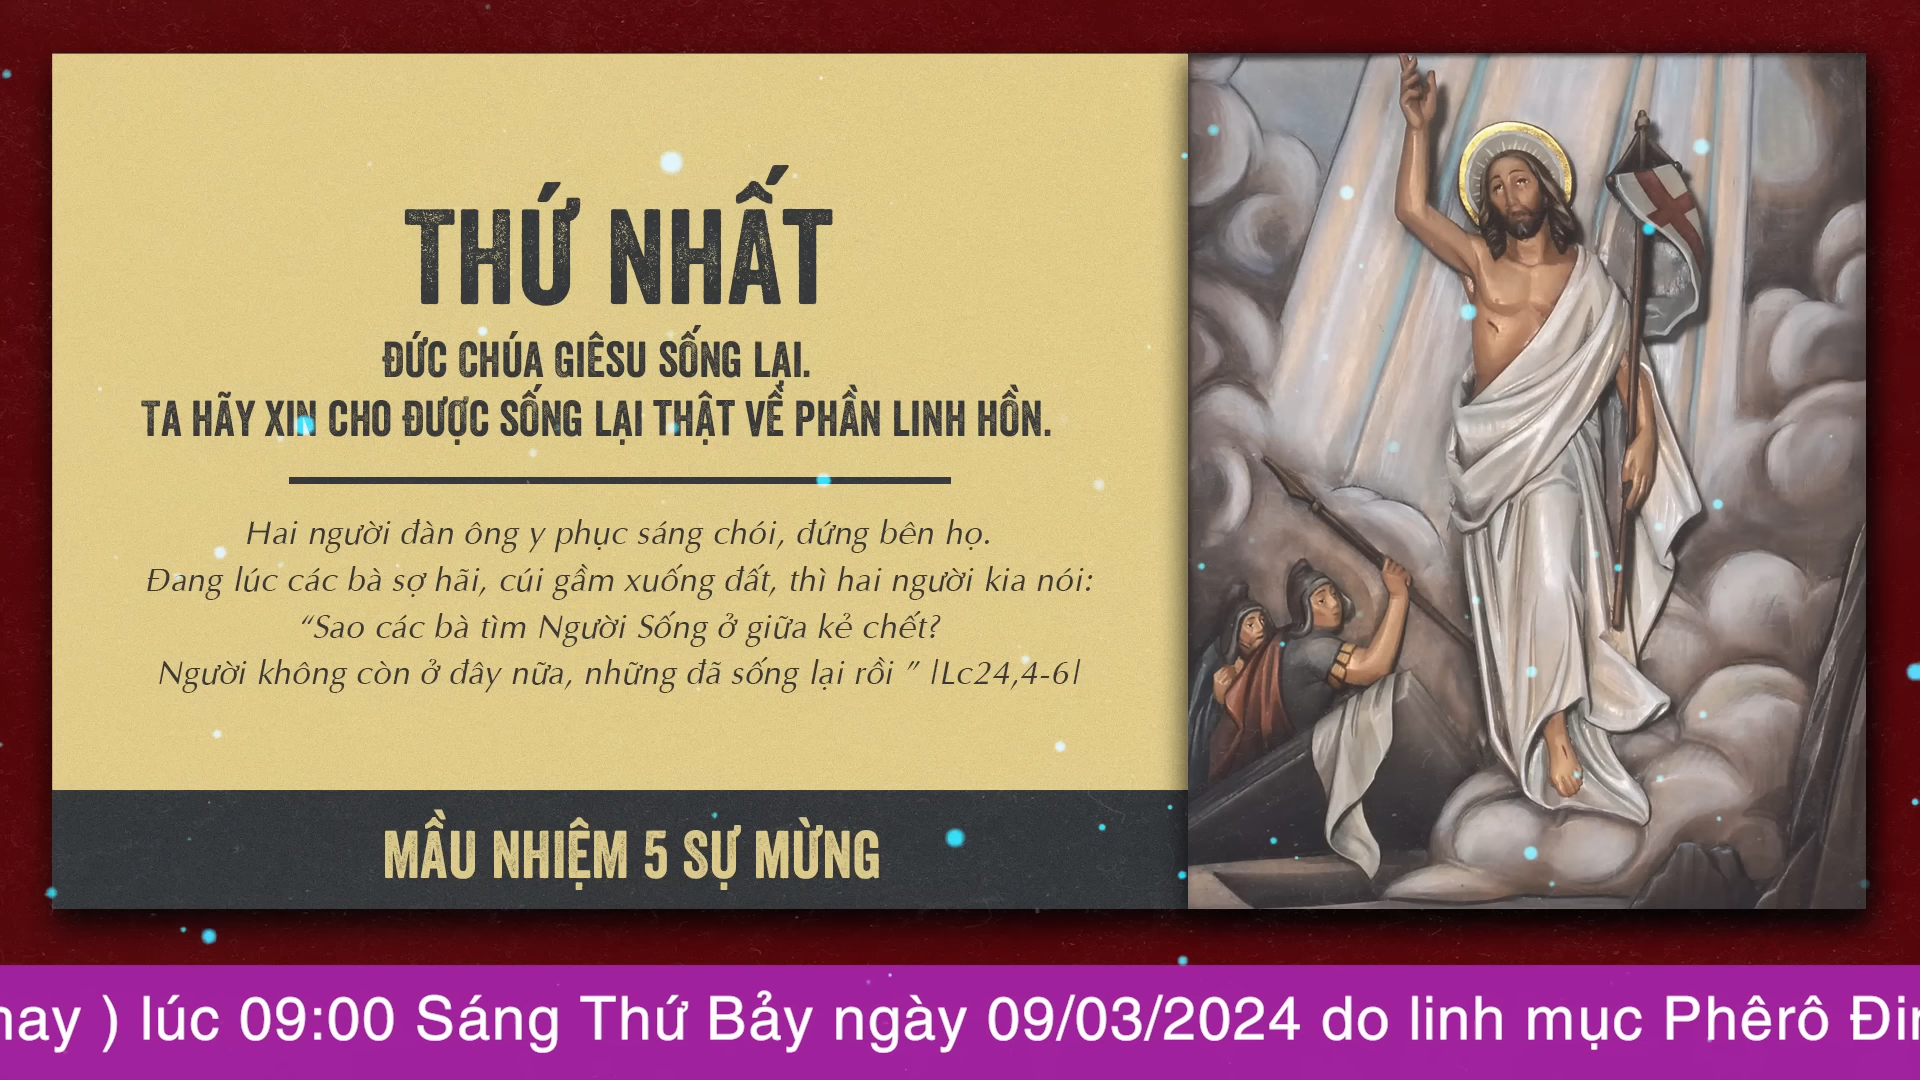 THỨ NHẤT
ĐỨC CHÚA GIÊSU SỐNG LẠI.
TA HÃY XIN CHO ĐƯỢC SỐNG LẠI THẬT VỀ PHẦN LINH HỒN.
Hai người đàn ông y phục sáng chói, đứng bên họ.
Đang lúc các bà sợ hãi, cúi gầm xuống đất, thì hai người kia nói:
“Sao các bà tìm Người Sống ở giữa kẻ chết?
Người không còn ở đây nữa, những đã sống lại rồi ” |Lc24,4-6|
MẦU NHIỆM 5 SỰ MỪNG
) lúc 09:00 Sáng Thứ Bảy ngày 09/03/2024 do linh mục Phêrô